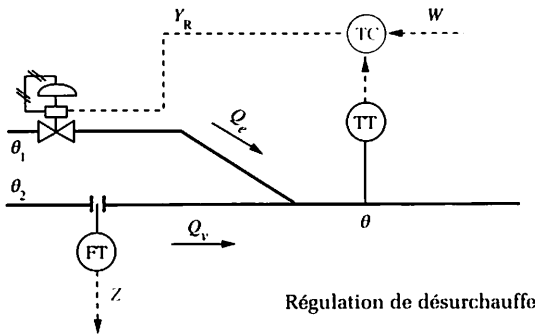 Y_R
TC
W
TT
Q_e
θ_1
θ_2
θ
FT
Q_v
Z
Régulation de désurchauffe